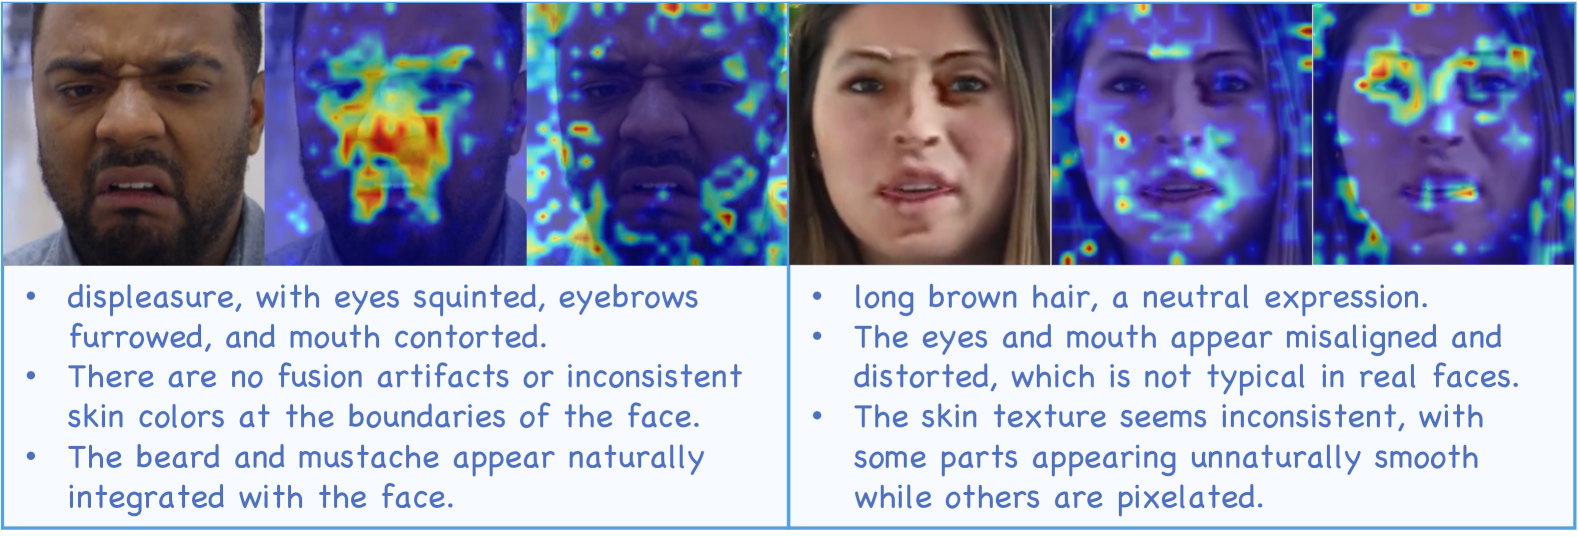 • displeasure, with eyes squinted, eyebrows
furrowed, and mouth contorted.
• There are no fusion artifacts or inconsistent
skin colors at the boundaries of the face.
• The beard and mustache appear naturally
integrated with the face.
• long brown hair, a neutral expression.
• The eyes and mouth appear misaligned and
distorted, which is not typical in real faces.
• The skin texture seems inconsistent, with
some parts appearing unnaturally smooth
while others are pixelated.